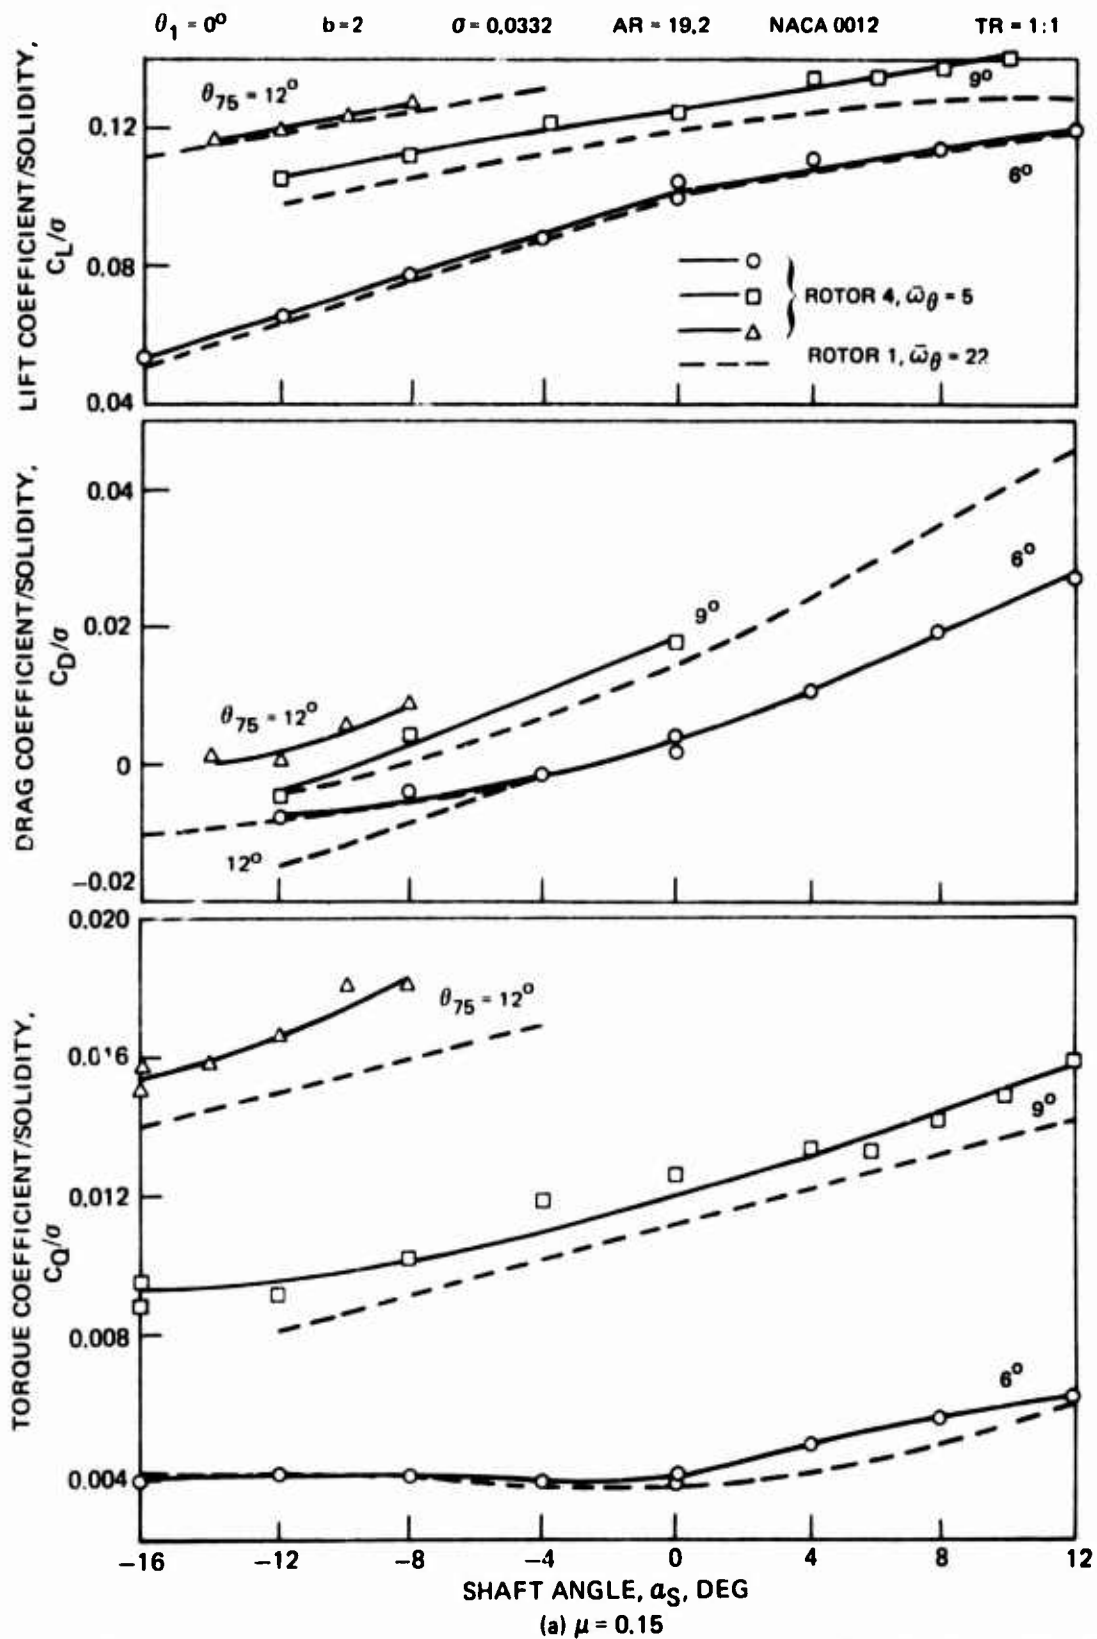 θ1 = 0° b=2 σ = 0.0332 AR = 19.2 NACA 0012 TR = 1:1
LIFT COEFFICIENT/SOLIDITY,
CL/σ
0.12
0.08
0.04
θ75 = 12°
9°
6°
ROTOR 4, ω̄θ = 5
ROTOR 1, ω̄θ = 22
DRAG COEFFICIENT/SOLIDITY,
CD/σ
0.04
0.02
0
−0.02
6°
9°
θ75 = 12°
12°
TORQUE COEFFICIENT/SOLIDITY,
CQ/σ
0.020
0.016
0.012
0.008
0.004
θ75 = 12°
9°
6°
−16 −12 −8 −4 0 4 8 12
SHAFT ANGLE, αS, DEG
(a) μ = 0.15